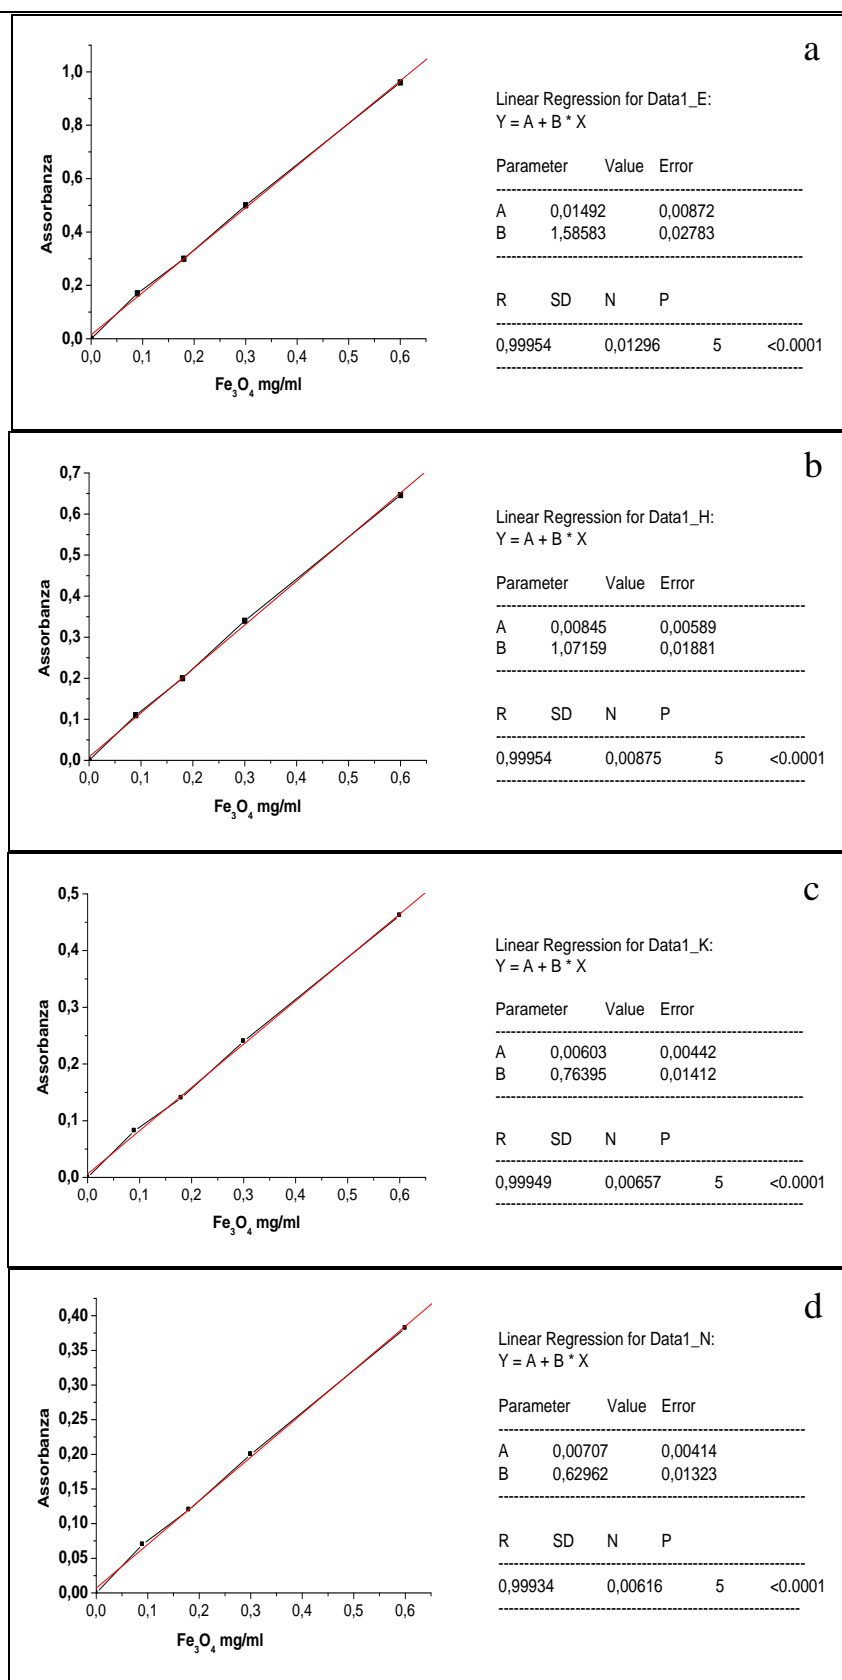 a
1,0
0,8
0,6
0,4
0,2
0,0
Assorbanza
0,0 0,1 0,2 0,3 0,4 0,5 0,6
Fe3O4 mg/ml
Linear Regression for Data1_E:
Y = A + B * X
Parameter Value Error
------------------------------------------------------------
A 0,01492 0,00872
B 1,58583 0,02783
------------------------------------------------------------
R SD N P
------------------------------------------------------------
0,99954 0,01296 5 <0.0001
------------------------------------------------------------
b
0,7
0,6
0,5
0,4
0,3
0,2
0,1
0,0
Assorbanza
0,0 0,1 0,2 0,3 0,4 0,5 0,6
Fe3O4 mg/ml
Linear Regression for Data1_H:
Y = A + B * X
Parameter Value Error
------------------------------------------------------------
A 0,00845 0,00589
B 1,07159 0,01881
------------------------------------------------------------
R SD N P
------------------------------------------------------------
0,99954 0,00875 5 <0.0001
------------------------------------------------------------
c
0,5
0,4
0,3
0,2
0,1
0,0
Assorbanza
0,0 0,1 0,2 0,3 0,4 0,5 0,6
Fe3O4 mg/ml
Linear Regression for Data1_K:
Y = A + B * X
Parameter Value Error
------------------------------------------------------------
A 0,00603 0,00442
B 0,76395 0,01412
------------------------------------------------------------
R SD N P
------------------------------------------------------------
0,99949 0,00657 5 <0.0001
------------------------------------------------------------
d
0,40
0,35
0,30
0,25
0,20
0,15
0,10
0,05
0,00
Assorbanza
0,0 0,1 0,2 0,3 0,4 0,5 0,6
Fe3O4 mg/ml
Linear Regression for Data1_N:
Y = A + B * X
Parameter Value Error
------------------------------------------------------------
A 0,00707 0,00414
B 0,62962 0,01323
------------------------------------------------------------
R SD N P
------------------------------------------------------------
0,99934 0,00616 5 <0.0001
------------------------------------------------------------